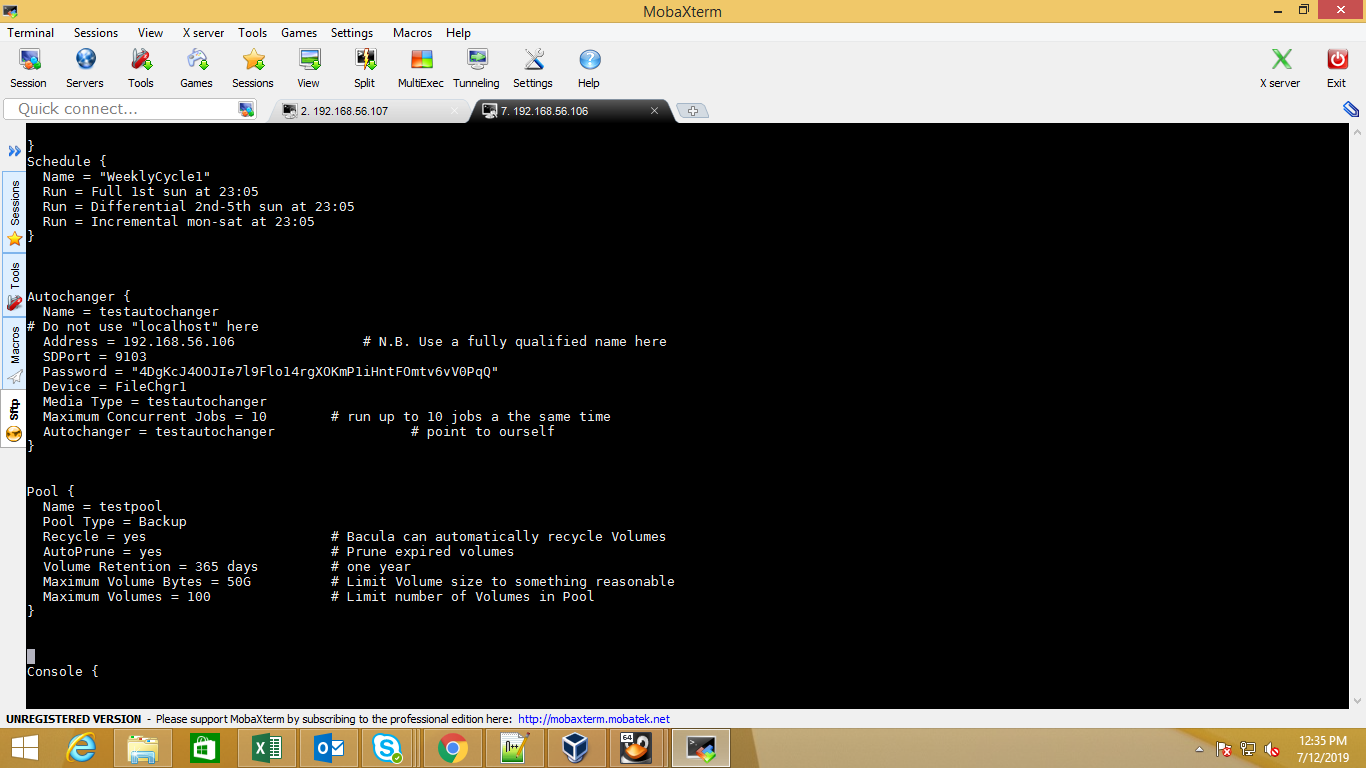 MobaXterm
Terminal Sessions View X server Tools Games Settings Macros Help
Session Servers Tools Games Sessions View Split MultiExec Tunneling Settings Help X server Exit
Quick connect... 2. 192.168.56.107 7. 192.168.56.106
Sessions
Tools
Macros
Sftp
}
Schedule {
  Name = "WeeklyCycle1"
  Run = Full 1st sun at 23:05
  Run = Differential 2nd-5th sun at 23:05
  Run = Incremental mon-sat at 23:05
}
Autochanger {
  Name = testautochanger
# Do not use "localhost" here
  Address = 192.168.56.106                # N.B. Use a fully qualified name here
  SDPort = 9103
  Password = "4DgKcJ4OOJIe7l9Flo14rgXOKmP1iHntFOmtv6vV0PqQ"
  Device = FileChgr1
  Media Type = testautochanger
  Maximum Concurrent Jobs = 10        # run up to 10 jobs a the same time
  Autochanger = testautochanger                 # point to ourself
}
Pool {
  Name = testpool
  Pool Type = Backup
  Recycle = yes                       # Bacula can automatically recycle Volumes
  AutoPrune = yes                     # Prune expired volumes
  Volume Retention = 365 days         # one year
  Maximum Volume Bytes = 50G          # Limit Volume size to something reasonable
  Maximum Volumes = 100               # Limit number of Volumes in Pool
}
Console {
UNREGISTERED VERSION - Please support MobaXterm by subscribing to the professional edition here: http://mobaxterm.mobatek.net
12:35 PM
7/12/2019